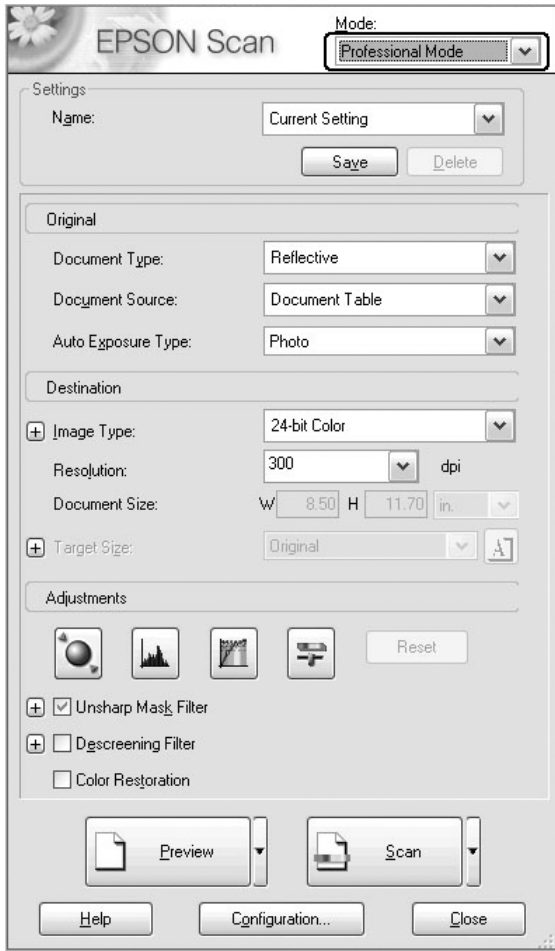 Mode:
EPSON Scan
Professional Mode
Settings
Name: Current Setting
Save Delete
Original
Document Type: Reflective
Document Source: Document Table
Auto Exposure Type: Photo
Destination
Image Type: 24-bit Color
Resolution: 300 dpi
Document Size: W 8.50 H 11.70 in.
Target Size: Original A
Adjustments
Reset
Unsharp Mask Filter
Descreening Filter
Color Restoration
Preview Scan
Help Configuration... Close